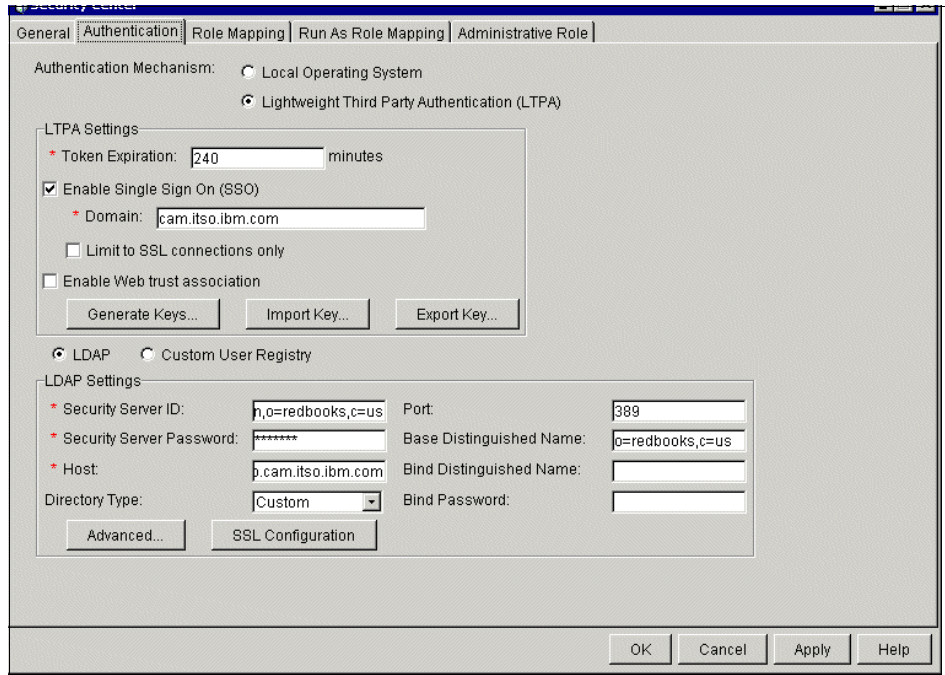 Security Center
General Authentication Role Mapping Run As Role Mapping Administrative Role
Authentication Mechanism: Local Operating System
Lightweight Third Party Authentication (LTPA)
LTPA Settings
* Token Expiration: 240 minutes
Enable Single Sign On (SSO)
* Domain: cam.itso.ibm.com
Limit to SSL connections only
Enable Web trust association
Generate Keys... Import Key... Export Key...
LDAP Custom User Registry
LDAP Settings
* Security Server ID: n,o=redbooks,c=us Port: 389
* Security Server Password: ******* Base Distinguished Name: o=redbooks,c=us
* Host: .cam.itso.ibm.com Bind Distinguished Name:
Directory Type: Custom Bind Password:
Advanced... SSL Configuration
OK Cancel Apply Help